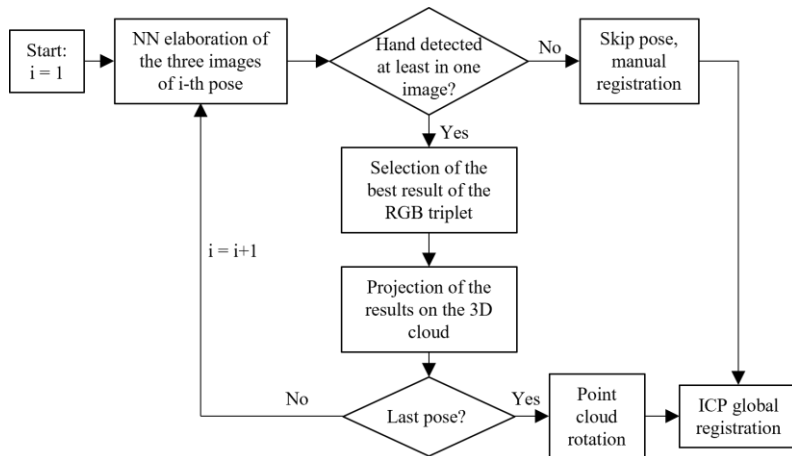 Start:
i = 1
NN elaboration of
the three images
of i-th pose
Hand detected
at least in one
image?
No
Skip pose,
manual
registration
Yes
Selection of the
best result of the
RGB triplet
i = i+1
Projection of the
results on the 3D
cloud
No
Last pose?
Yes
Point
cloud
rotation
ICP global
registration